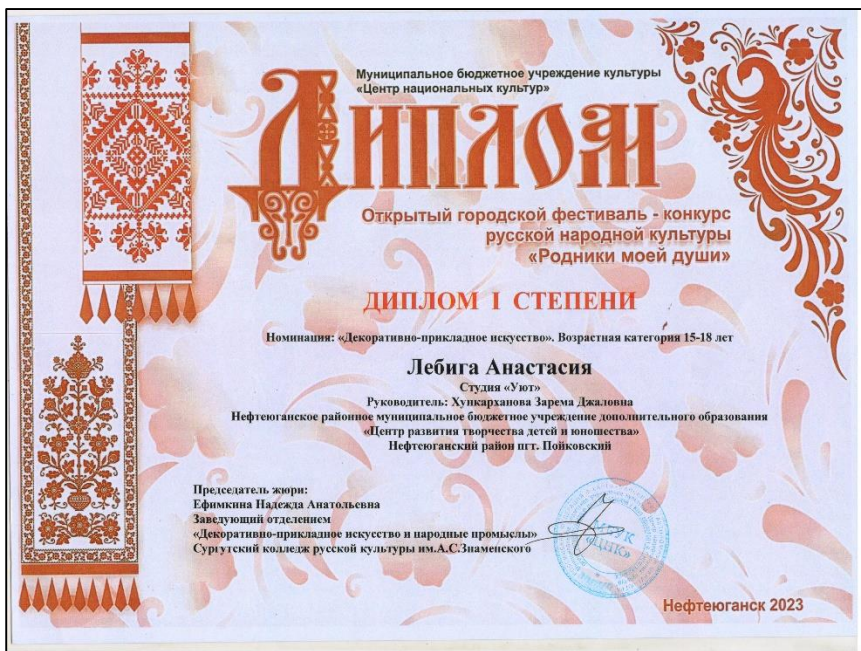 Муниципальное бюджетное учреждение культуры
«Центр национальных культур»
Диплом
Открытый городской фестиваль - конкурс
русской народной культуры
«Родники моей души»
ДИПЛОМ I СТЕПЕНИ
Номинация: «Декоративно-прикладное искусство». Возрастная категория 15-18 лет
Лебига Анастасия
Студия «Уют»
Руководитель: Хункарханова Зарема Джаловна
Нефтеюганское районное муниципальное бюджетное учреждение дополнительного образования
«Центр развития творчества детей и юношества»
Нефтеюганский район пгт. Пойковский
Председатель жюри:
Ефимкина Надежда Анатольевна
Заведующий отделением
«Декоративно-прикладное искусство и народные промыслы»
Сургутский колледж русской культуры им.А.С.Знаменского
МБУК
«ЦНК»
Нефтеюганск 2023